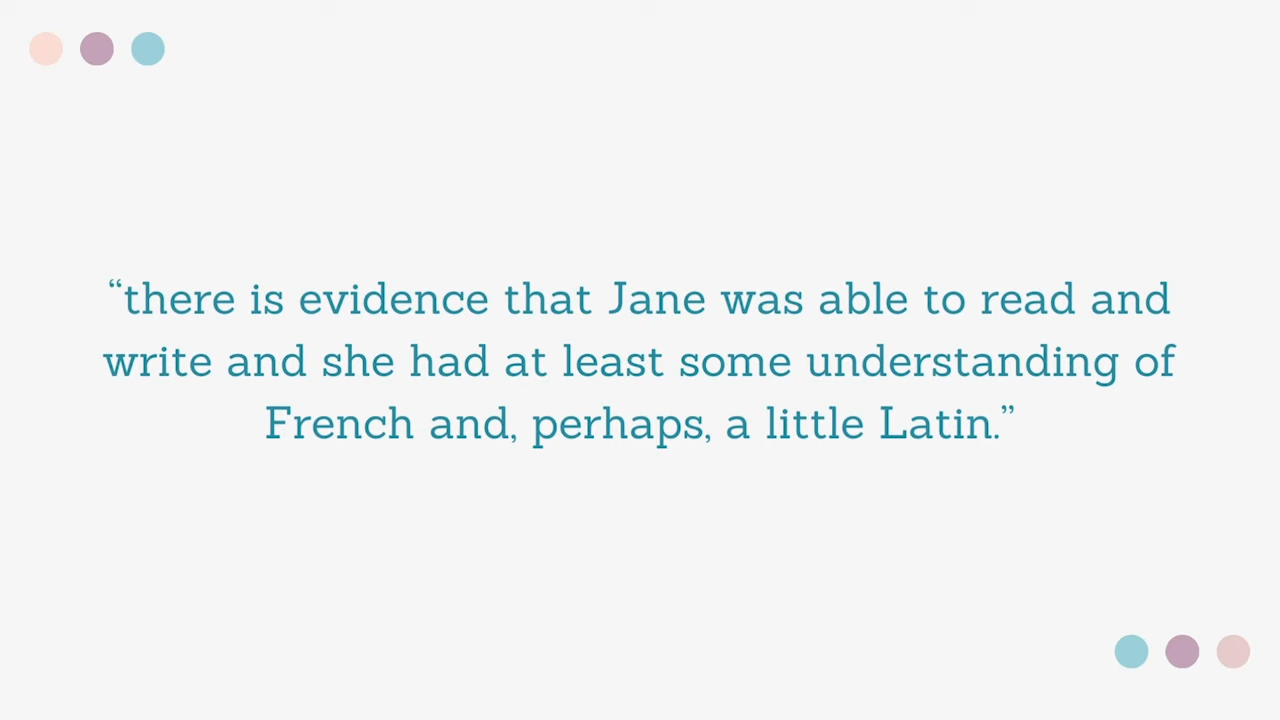 “there is evidence that Jane was able to read and
write and she had at least some understanding of
French and, perhaps, a little Latin.”